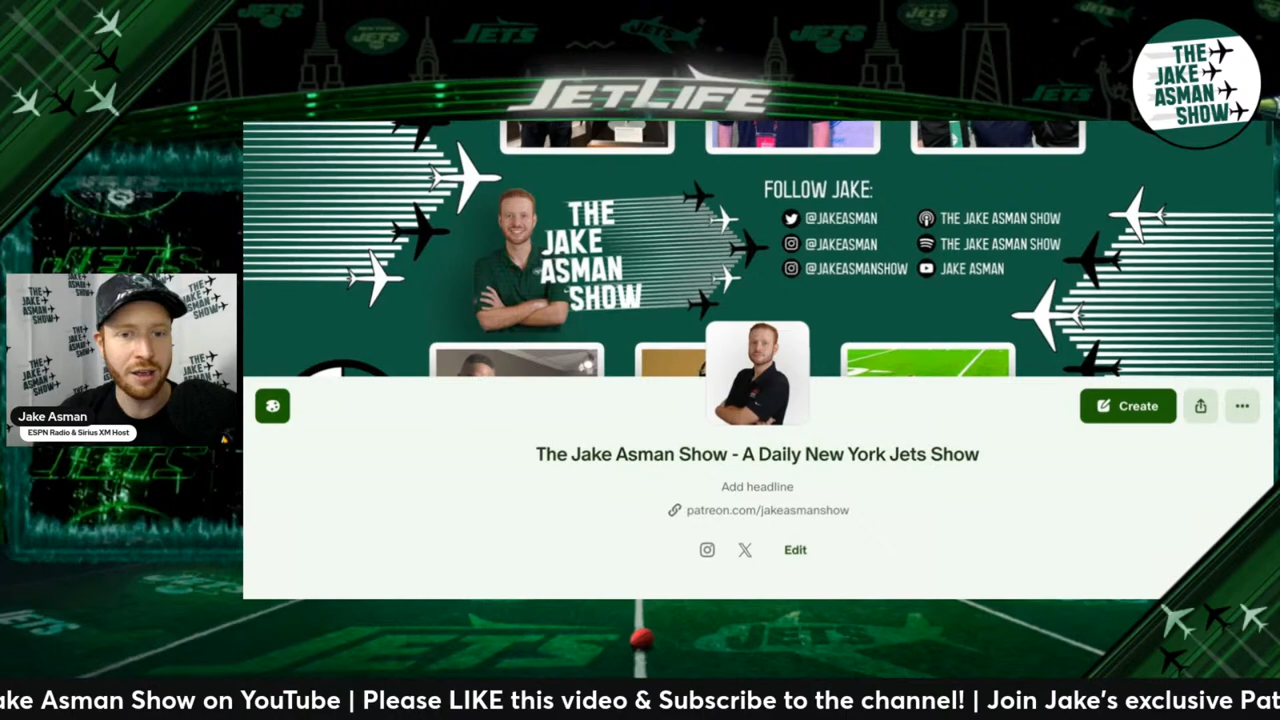 JETLIFE
THE
JAKE
ASMAN
SHOW
FOLLOW JAKE:
@JAKEASMAN
THE JAKE ASMAN SHOW
@JAKEASMAN
THE JAKE ASMAN SHOW
@JAKEASMANSHOW
JAKE ASMAN
THE
JAKE
ASMAN
SHOW
Jake Asman
ESPN Radio & Sirius XM Host
Create
The Jake Asman Show - A Daily New York Jets Show
Add headline
patreon.com/jakeasmanshow
Edit
ake Asman Show on YouTube | Please LIKE this video & Subscribe to the channel! | Join Jake's exclusive Pat